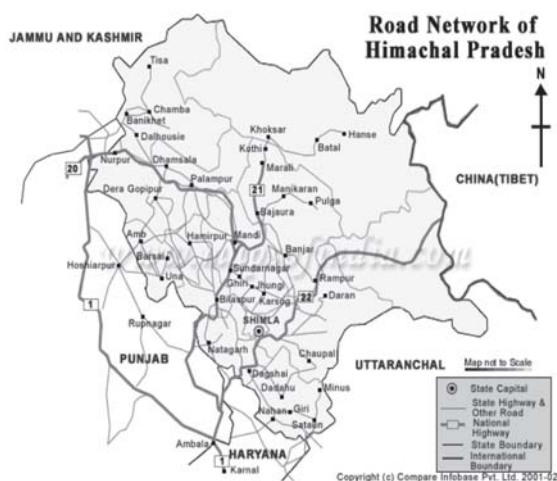 Road Network of
Himachal Pradesh
JAMMU AND KASHMIR
N
Tisa
Chamba
Banikhet
Dalhousie
Khoksar
Hanse
Kothi
Batal
Nurpur
Dhamsala
Marali
20
Palampur
CHINA(TIBET)
Dera Gopipur
21
Manikaran
Pulga
Bajaura
Amb
Hamirpur
Mandi
Barsal
Banjar
Hoshiarpur
Una
Sundarnagar
Rampur
Ghiri
Jhungi
22
Daran
1
Bilaspur
Karsog
Rupnagar
SHIMLA
Natagarh
PUNJAB
Chaupal
UTTARANCHAL
Map not to Scale
Dagshai
Dadahu
Minus
State Capital
Nahan
Giri
State Highway &
Other Road
Sataun
National
Highway
Ambala
HARYANA
State Boundary
1
International
Boundary
Karnal
Copyright (c) Compare Infobase Pvt. Ltd. 2001-02